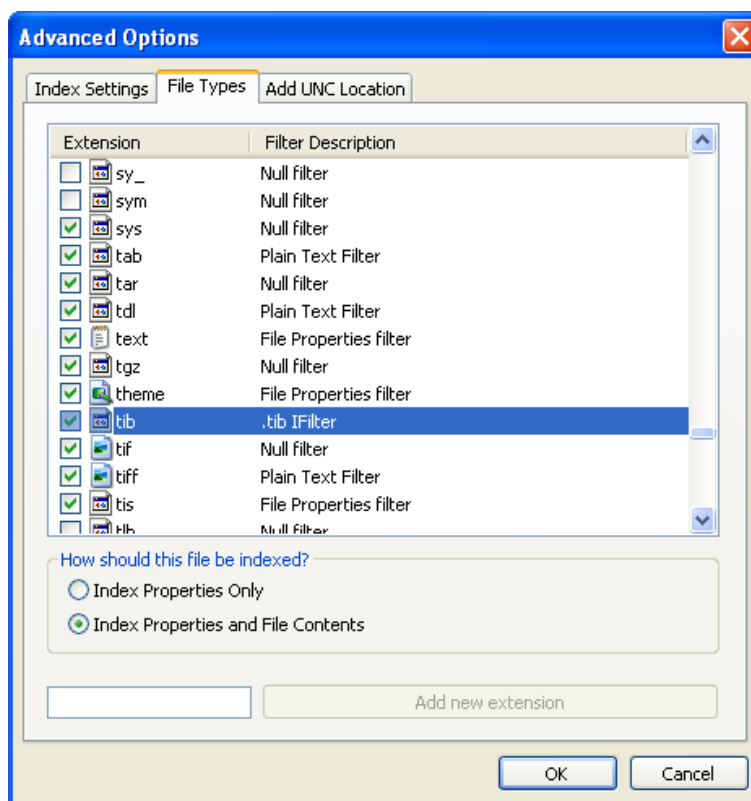 Advanced Options
Index Settings File Types Add UNC Location
Extension Filter Description
sy_ Null filter
sym Null filter
sys Null filter
tab Plain Text Filter
tar Null filter
tdl Plain Text Filter
text File Properties filter
tgz Null filter
theme File Properties filter
tib .tib IFilter
tif Null filter
tiff Plain Text Filter
tis File Properties filter
tlb Null filter
How should this file be indexed?
Index Properties Only
Index Properties and File Contents
Add new extension
OK Cancel